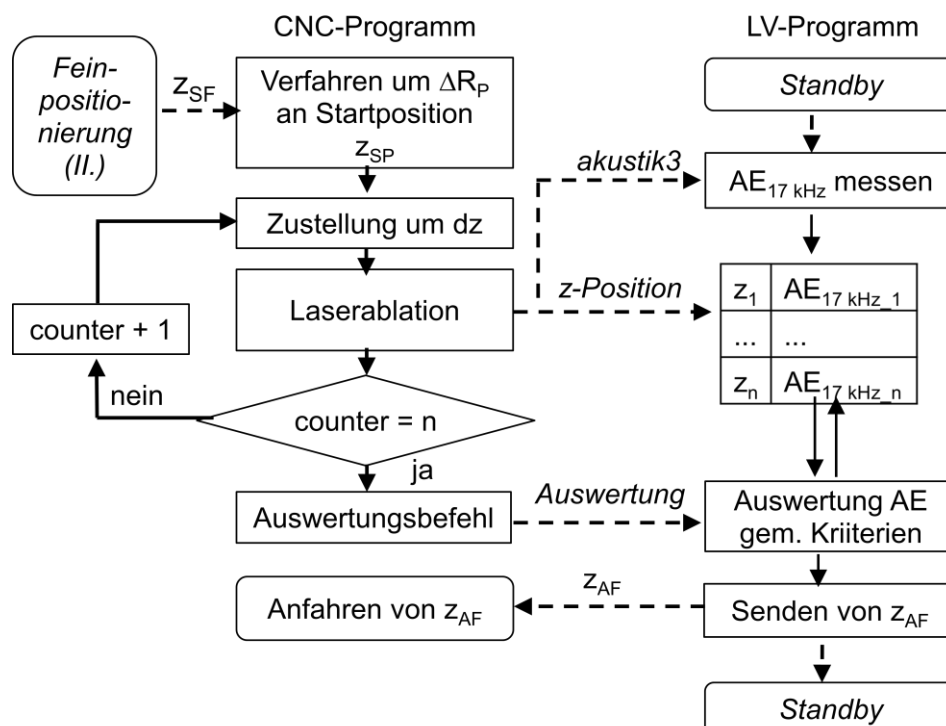 CNC-Programm
LV-Programm
Fein-
positio-
nierung
(II.)
z_SF
Verfahren um ΔR_P
an Startposition
z_SP
Standby
akustik3
AE_17 kHz messen
Zustellung um dz
Laserablation
z-Position
z_1 AE_17 kHz_1
... ...
z_n AE_17 kHz_n
counter + 1
nein
counter = n
ja
Auswertungsbefehl
Auswertung
Auswertung AE
gem. Kriiterien
Anfahren von z_AF
z_AF
Senden von z_AF
Standby